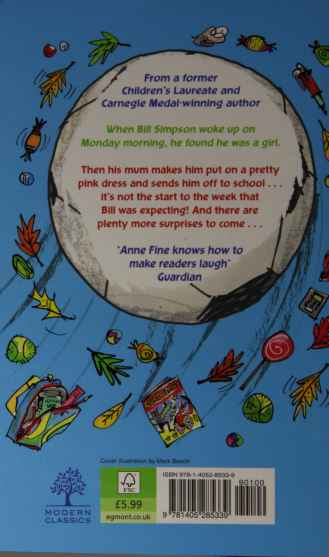 From a former
Children's Laureate and
Carnegie Medal-winning author
When Bill Simpson woke up on
Monday morning, he found he was a girl.
Then his mum makes him put on a pretty
pink dress and sends him off to school . . .
it's not the start to the week that
Bill was expecting! And there are
plenty more surprises to come . . .
'Anne Fine knows how to
make readers laugh'
Guardian
Cover illustration by Mark Beech
MODERN
CLASSICS
FSC
£5.99
egmont.co.uk
ISBN 978-1-4052-8533-9
90100
9 781405 285339